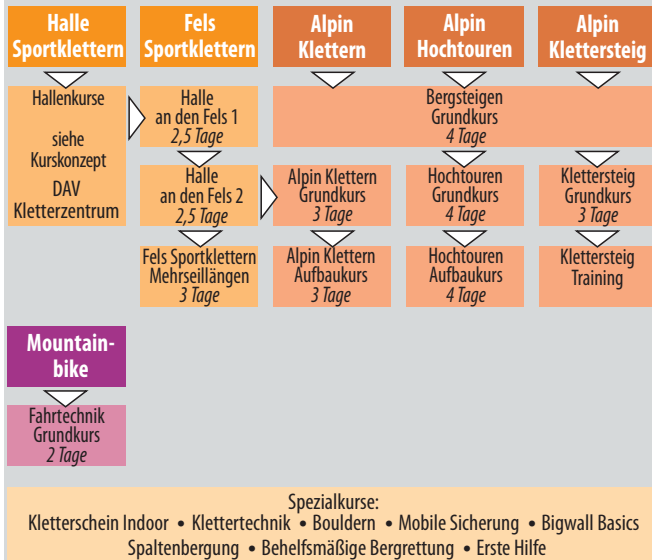 Halle
Sportklettern
Fels
Sportklettern
Alpin
Klettern
Alpin
Hochtouren
Alpin
Klettersteig
Hallenkurse
siehe
Kurskonzept
DAV
Kletterzentrum
Halle
an den Fels 1
2,5 Tage
Bergsteigen
Grundkurs
4 Tage
Halle
an den Fels 2
2,5 Tage
Alpin Klettern
Grundkurs
3 Tage
Hochtouren
Grundkurs
4 Tage
Klettersteig
Grundkurs
3 Tage
Fels Sportklettern
Mehrseillängen
3 Tage
Alpin Klettern
Aufbaukurs
3 Tage
Hochtouren
Aufbaukurs
4 Tage
Klettersteig
Training
Mountain-
bike
Fahrtechnik
Grundkurs
2 Tage
Spezialkurse:
Kletterschein Indoor • Klettertechnik • Bouldern • Mobile Sicherung • Bigwall Basics
Spaltenbergung • Behelfsmäßige Bergrettung • Erste Hilfe